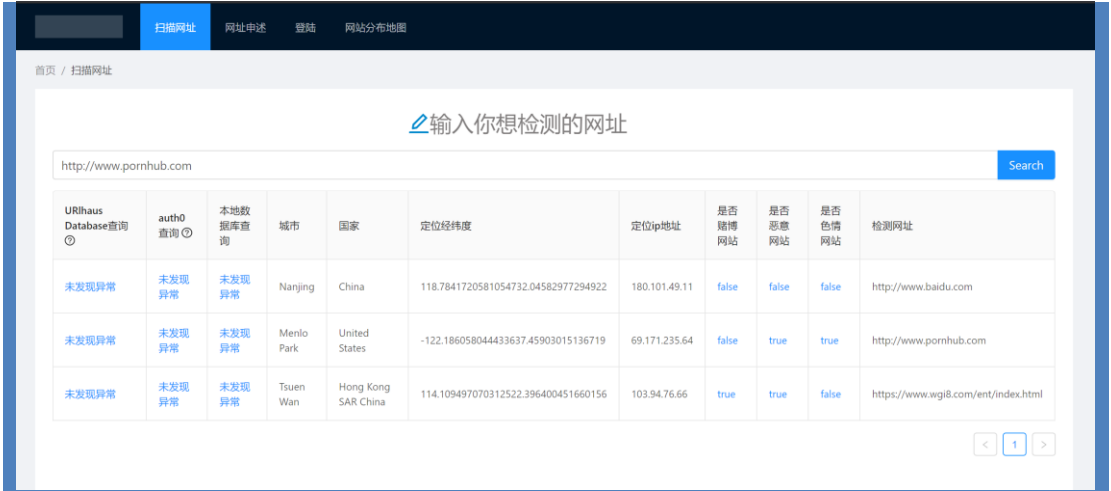 扫描网址 网址申述 登陆 网站分布地图
首页 / 扫描网址
输入你想检测的网址
http://www.pornhub.com Search
URlhaus Database查询 auth0 查询 本地数据库查询 城市 国家 定位经纬度 定位ip地址 是否赌博网站 是否恶意网站 是否色情网站 检测网址
未发现异常 未发现异常 未发现异常 Nanjing China 118.7841720581054732.04582977294922 180.101.49.11 false false false http://www.baidu.com
未发现异常 未发现异常 未发现异常 Menlo Park United States -122.186058044433637.45903015136719 69.171.235.64 false true true http://www.pornhub.com
未发现异常 未发现异常 未发现异常 Tsuen Wan Hong Kong SAR China 114.109497070312522.396400451660156 103.94.76.66 true true false https://www.wgi8.com/ent/index.html
< 1 >